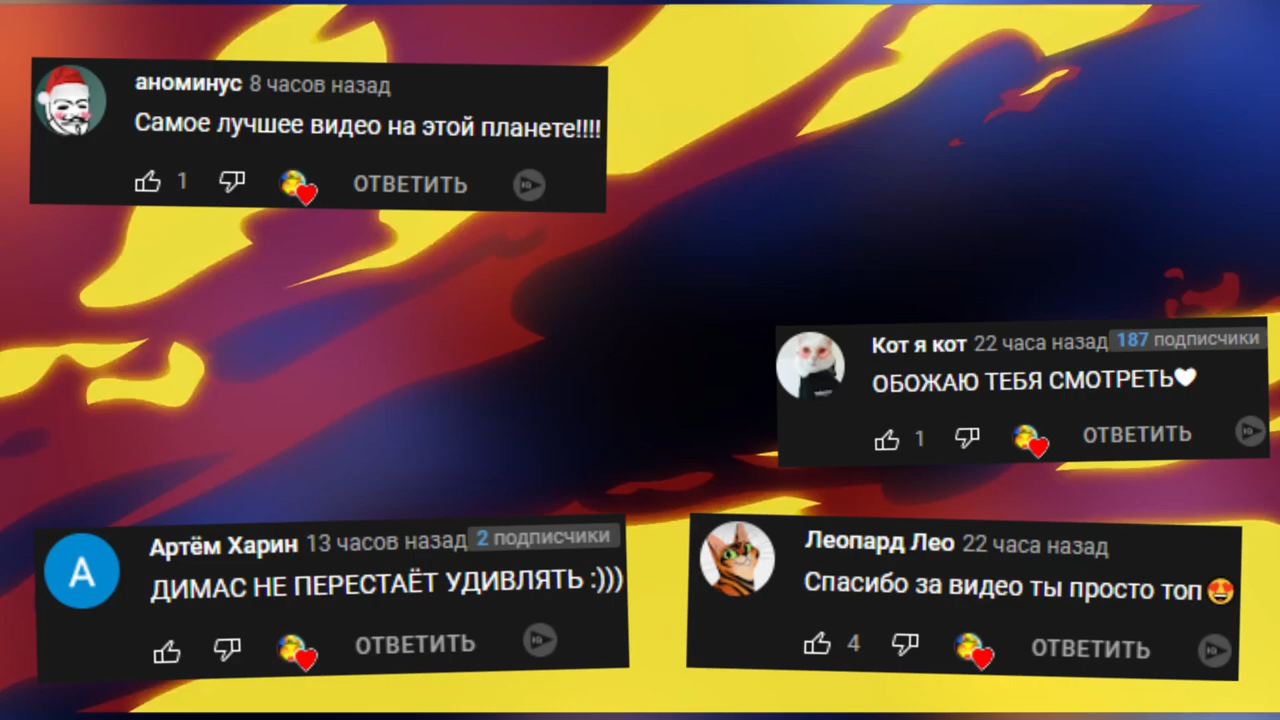 аноминус 8 часов назад
Самое лучшее видео на этой планете!!!!
1 ОТВЕТИТЬ
Кот я кот 22 часа назад 187 подписчики
ОБОЖАЮ ТЕБЯ СМОТРЕТЬ🤍
1 ОТВЕТИТЬ
А
Артём Харин 13 часов назад 2 подписчики
ДИМАС НЕ ПЕРЕСТАЁТ УДИВЛЯТЬ :)))
ОТВЕТИТЬ
Леопард Лео 22 часа назад
Спасибо за видео ты просто топ😍
4 ОТВЕТИТЬ